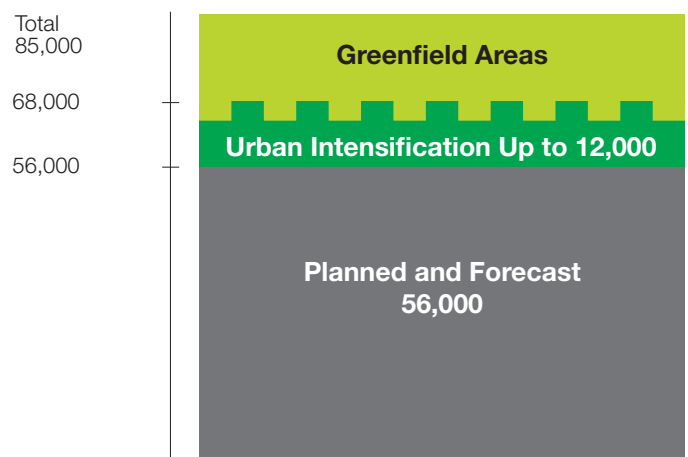 Total
85,000
Greenfield Areas
68,000
Urban Intensification Up to 12,000
56,000
Planned and Forecast
56,000